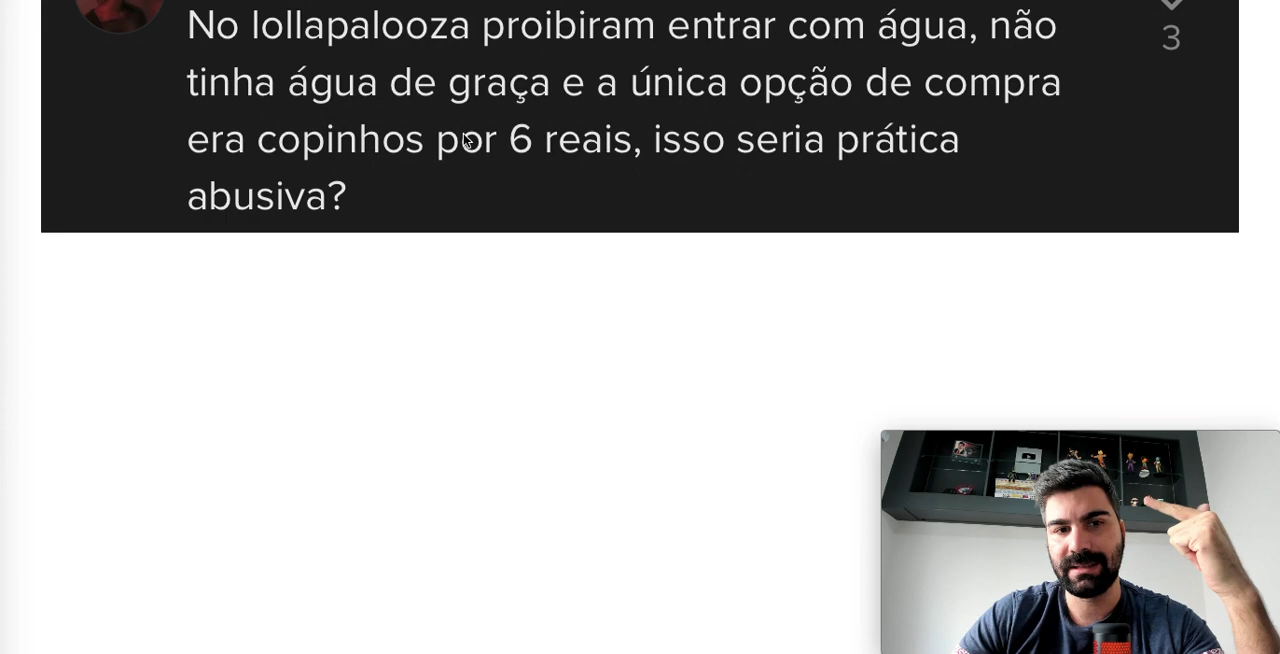 No lollapalooza proibiram entrar com água, não
3
tinha água de graça e a única opção de compra
era copinhos por 6 reais, isso seria prática
abusiva?